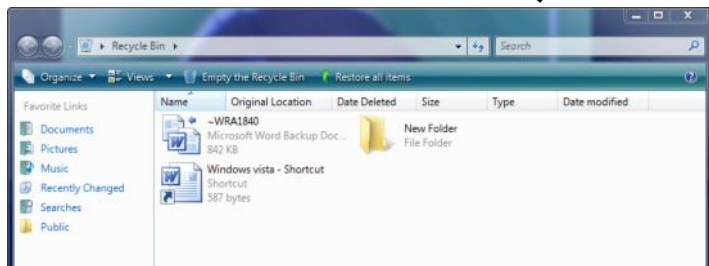 Recycle Bin
Search
Organize Views Empty the Recycle Bin Restore all items
Favorite Links
Documents
Pictures
Music
Recently Changed
Searches
Public
Name Original Location Date Deleted Size Type Date modified
~WRA1840
Microsoft Word Backup Doc...
842 KB
New Folder
File Folder
Windows vista - Shortcut
Shortcut
587 bytes